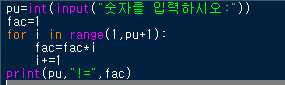 pu=int(input("숫자를 입력하시오:"))
fac=1
for i in range(1,pu+1):
    fac=fac*i
    i+=1
print(pu,"!=",fac)